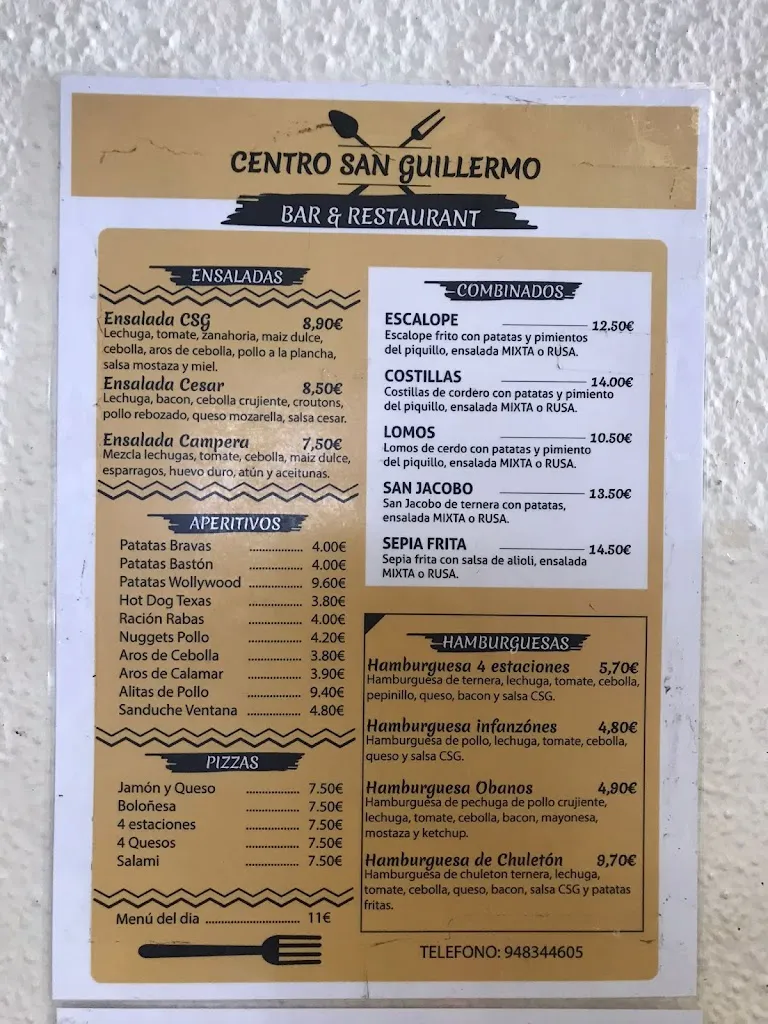 CENTRO SAN GUILLERMO
BAR & RESTAURANT
ENSALADAS
Ensalada CSG 8,90€
Lechuga, tomate, zanahoria, maiz dulce,
cebolla, aros de cebolla, pollo a la plancha,
salsa mostaza y miel.
Ensalada Cesar 8,50€
Lechuga, bacon, cebolla crujiente, croutons,
pollo rebozado, queso mozarella, salsa cesar.
Ensalada Campera 7,50€
Mezcla lechugas, tomate, cebolla, maiz dulce,
esparragos, huevo duro, atún y aceitunas.
APERITIVOS
Patatas Bravas ................. 4.00€
Patatas Bastón ................. 4.00€
Patatas Wollywood ......... 9.60€
Hot Dog Texas ................. 3.80€
Ración Rabas ................. 4.00€
Nuggets Pollo ................. 4.20€
Aros de Cebolla ................. 3.80€
Aros de Calamar ................. 3.90€
Alitas de Pollo ................. 9.40€
Sanduche Ventana ................. 4.80€
PIZZAS
Jamón y Queso ................. 7.50€
Boloñesa ................. 7.50€
4 estaciones ................. 7.50€
4 Quesos ................. 7.50€
Salami ................. 7.50€
Menú del dia .............................. 11€
COMBINADOS
ESCALOPE 12.50€
Escalope frito con patatas y pimientos
del piquillo, ensalada MIXTA o RUSA.
COSTILLAS 14.00€
Costillas de cordero con patatas y pimiento
del piquillo, ensalada MIXTA o RUSA.
LOMOS 10.50€
Lomos de cerdo con patatas y pimiento
del piquillo, ensalada MIXTA o RUSA.
SAN JACOBO 13.50€
San Jacobo de ternera con patatas,
ensalada MIXTA o RUSA.
SEPIA FRITA 14.50€
Sepia frita con salsa de alioli, ensalada
MIXTA o RUSA.
HAMBURGUESAS
Hamburguesa 4 estaciones 5,70€
Hamburguesa de ternera, lechuga, tomate, cebolla,
pepinillo, queso, bacon y salsa CSG.
Hamburguesa infanzónes 4,80€
Hamburguesa de pollo, lechuga, tomate, cebolla,
queso y salsa CSG.
Hamburguesa Obanos 4,90€
Hamburguesa de pechuga de pollo crujiente,
lechuga, tomate, cebolla, bacon, mayonesa,
mostaza y ketchup.
Hamburguesa de Chuletón 9,70€
Hamburguesa de chuleton ternera, lechuga,
tomate, cebolla, queso, bacon, salsa CSG y patatas
fritas.
TELEFONO: 948344605